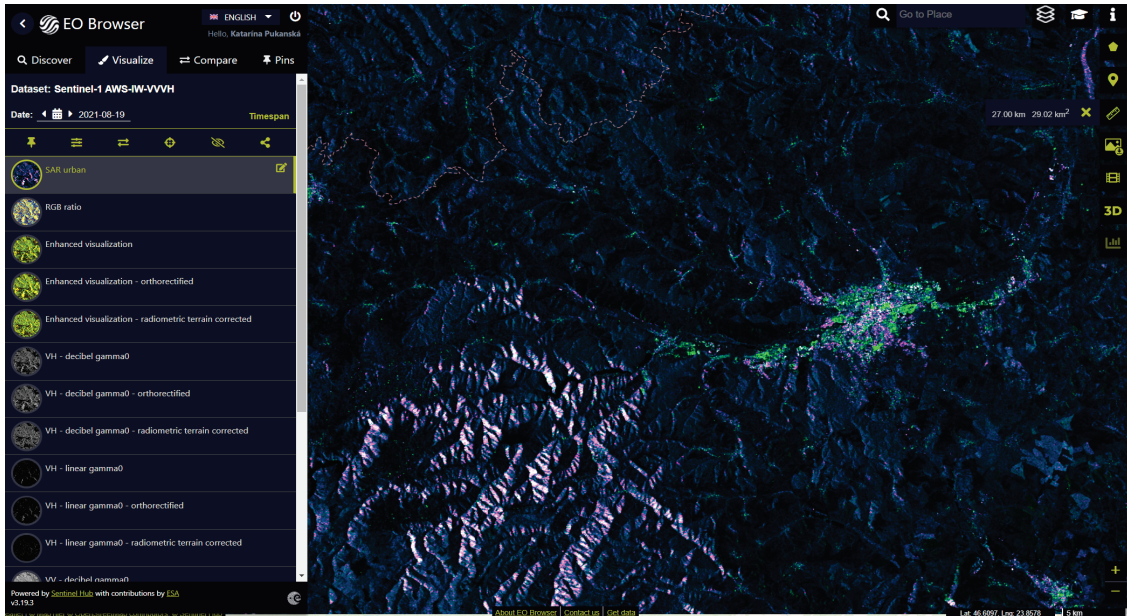 EO Browser
ENGLISH
Hello, Katarína Pukanská
Discover
Visualize
Compare
Pins
Dataset: Sentinel-1 AWS-IW-VVVH
Date: 2021-08-19
Timespan
SAR urban
RGB ratio
Enhanced visualization
Enhanced visualization - orthorectified
Enhanced visualization - radiometric terrain corrected
VH - decibel gamma0
VH - decibel gamma0 - orthorectified
VH - decibel gamma0 - radiometric terrain corrected
VH - linear gamma0
VH - linear gamma0 - orthorectified
VH - linear gamma0 - radiometric terrain corrected
VV - decibel gamma0
Powered by Sentinel Hub with contributions by ESA
v3.19.3
Go to Place
27.00 km 29.02 km²
3D
About EO Browser | Contact us | Get data
Lat: 46.6097, Lng: 23.8578
5 km